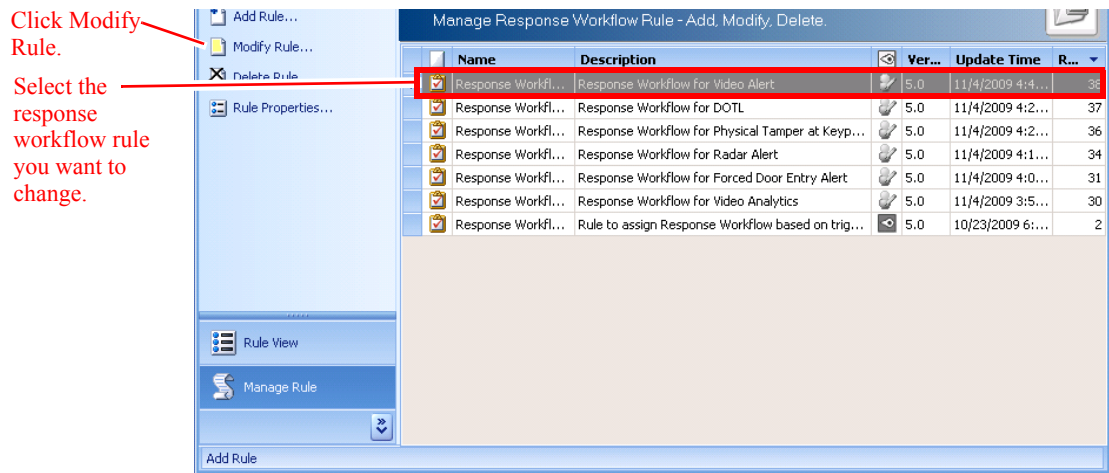 Click Modify
Rule.
Select the
response
workflow rule
you want to
change.
Add Rule...
Modify Rule...
Delete Rule
Rule Properties...
Rule View
Manage Rule
Add Rule
Manage Response Workflow Rule - Add, Modify, Delete.
Name Description Ver... Update Time R...
Response Workfl... Response Workflow for Video Alert 5.0 11/4/2009 4:4... 38
Response Workfl... Response Workflow for DOTL 5.0 11/4/2009 4:2... 37
Response Workfl... Response Workflow for Physical Tamper at Keyp... 5.0 11/4/2009 4:2... 36
Response Workfl... Response Workflow for Radar Alert 5.0 11/4/2009 4:1... 34
Response Workfl... Response Workflow for Forced Door Entry Alert 5.0 11/4/2009 4:0... 31
Response Workfl... Response Workflow for Video Analytics 5.0 11/4/2009 3:5... 30
Response Workfl... Rule to assign Response Workflow based on trig... 5.0 10/23/2009 6:... 2